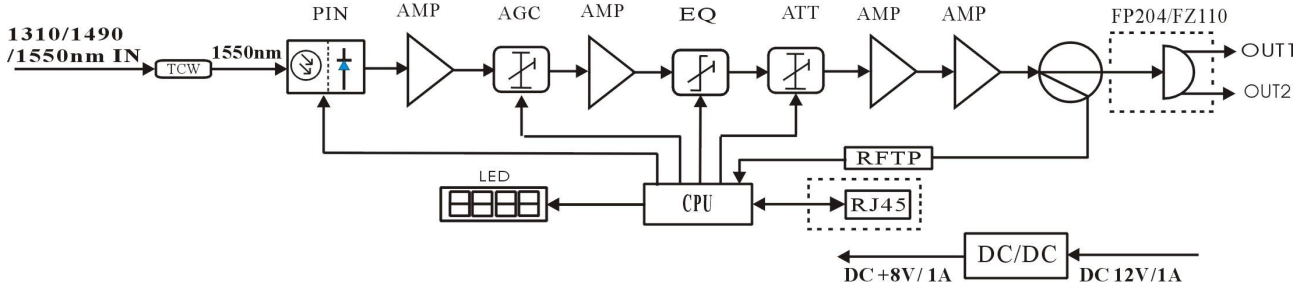 PIN AMP AGC AMP EQ ATT AMP AMP FP204/FZ110
1310/1490
/1550nm IN
TCW
1550nm
OUT1
OUT2
RFTP
LED
CPU
RJ45
DC/DC
DC +8V/ 1A
DC 12V/1A